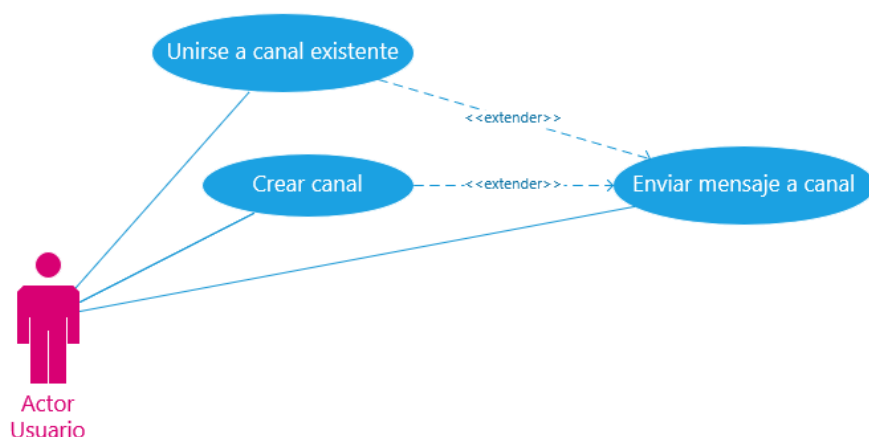 Unirse a canal existente
<<extender>>
Crear canal
<<extender>>
Enviar mensaje a canal
Actor
Usuario